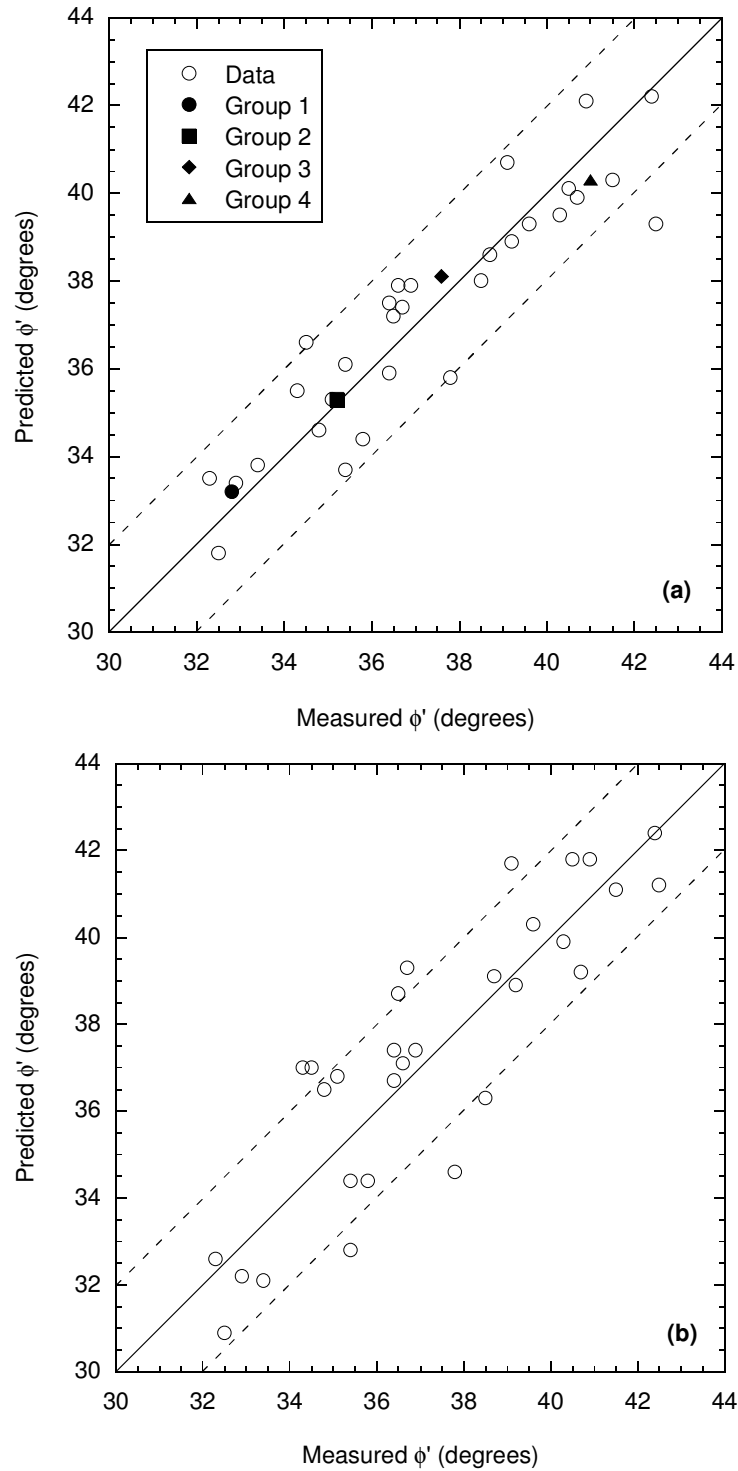 44
42
40
38
36
34
32
30
Predicted ϕ' (degrees)
Data
Group 1
Group 2
Group 3
Group 4
(a)
30 32 34 36 38 40 42 44
Measured ϕ' (degrees)
44
42
40
38
36
34
32
30
Predicted ϕ' (degrees)
(b)
30 32 34 36 38 40 42 44
Measured ϕ' (degrees)